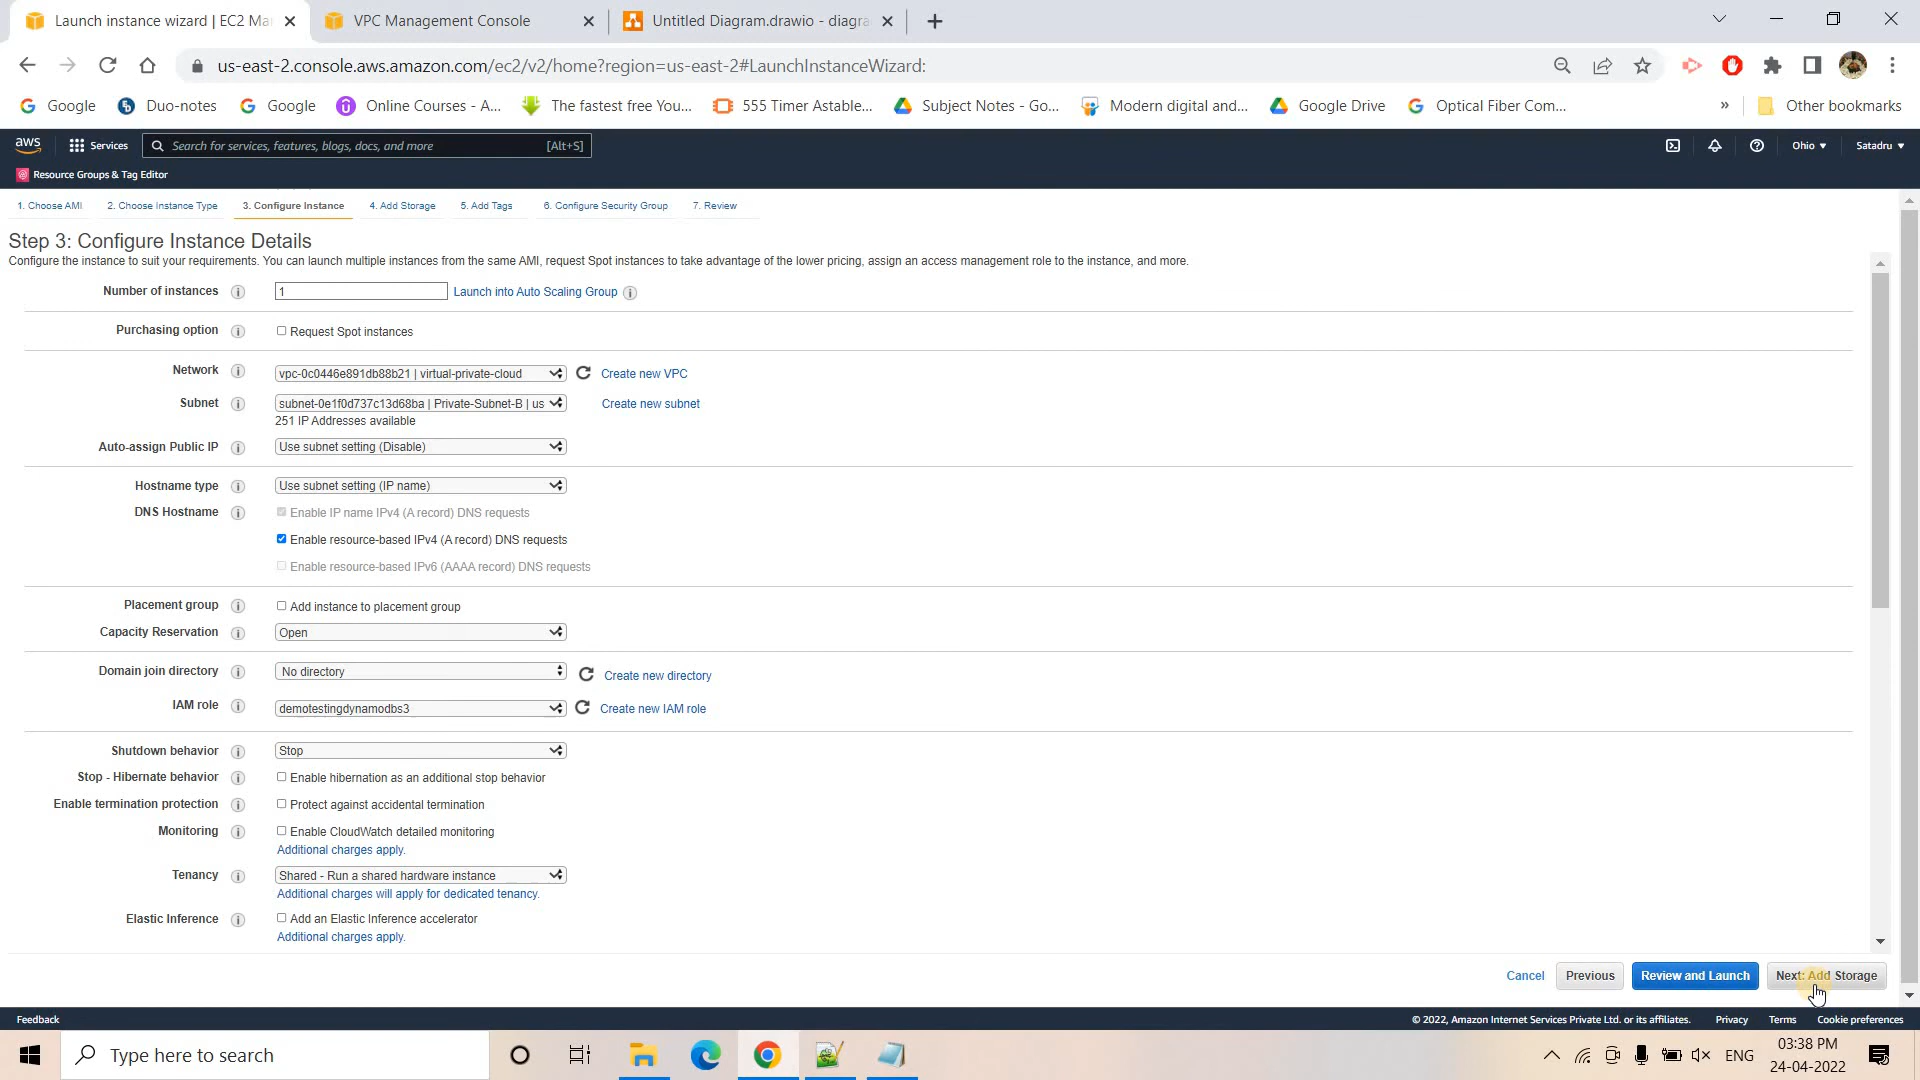 Launch instance wizard | EC2 Ma
VPC Management Console
Untitled Diagram.drawio - diagra
us-east-2.console.aws.amazon.com/ec2/v2/home?region=us-east-2#LaunchInstanceWizard:
Google
Duo-notes
Google
Online Courses - A...
The fastest free You...
555 Timer Astable...
Subject Notes - Go...
Modern digital and...
Google Drive
Optical Fiber Com...
»
Other bookmarks
aws
Services
Search for services, features, blogs, docs, and more
[Alt+S]
Ohio
Satadru
Resource Groups & Tag Editor
1. Choose AMI
2. Choose Instance Type
3. Configure Instance
4. Add Storage
5. Add Tags
6. Configure Security Group
7. Review
Step 3: Configure Instance Details
Configure the instance to suit your requirements. You can launch multiple instances from the same AMI, request Spot instances to take advantage of the lower pricing, assign an access management role to the instance, and more.
Number of instances
1
Launch into Auto Scaling Group
Purchasing option
Request Spot instances
Network
vpc-0c0446e891db88b21 | virtual-private-cloud
Create new VPC
Subnet
subnet-0e1f0d737c13d68ba | Private-Subnet-B | us
Create new subnet
251 IP Addresses available
Auto-assign Public IP
Use subnet setting (Disable)
Hostname type
Use subnet setting (IP name)
DNS Hostname
Enable IP name IPv4 (A record) DNS requests
Enable resource-based IPv4 (A record) DNS requests
Enable resource-based IPv6 (AAAA record) DNS requests
Placement group
Add instance to placement group
Capacity Reservation
Open
Domain join directory
No directory
Create new directory
IAM role
demotestingdynamodbs3
Create new IAM role
Shutdown behavior
Stop
Stop - Hibernate behavior
Enable hibernation as an additional stop behavior
Enable termination protection
Protect against accidental termination
Monitoring
Enable CloudWatch detailed monitoring
Additional charges apply.
Tenancy
Shared - Run a shared hardware instance
Additional charges will apply for dedicated tenancy.
Elastic Inference
Add an Elastic Inference accelerator
Additional charges apply.
Cancel
Previous
Review and Launch
Next: Add Storage
Feedback
© 2022, Amazon Internet Services Private Ltd. or its affiliates.
Privacy
Terms
Cookie preferences
Type here to search
ENG
03:38 PM
24-04-2022